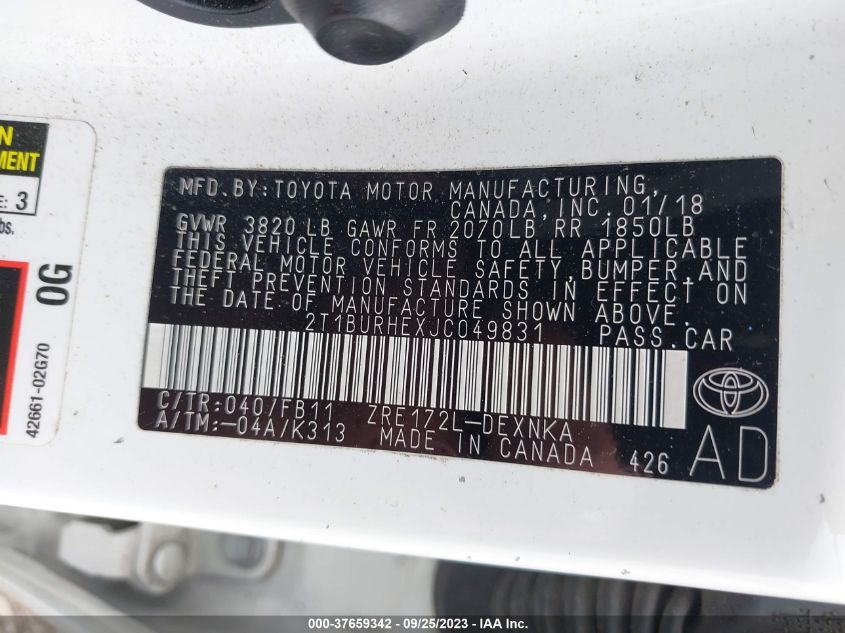 N
MENT
E: 3
bs.
0G
42661-02G70
MFD.BY:TOYOTA MOTOR MANUFACTURING,
CANADA, INC. 01/18
GVWR 3820 LB GAWR FR 2070LB RR 1850LB
THIS VEHICLE CONFORMS TO ALL APPLICABLE
FEDERAL MOTOR VEHICLE SAFETY, BUMPER, AND
THEFT PREVENTION STANDARDS IN EFFECT ON
THE DATE OF MANUFACTURE SHOWN ABOVE.
2T1BURHEXJC049831 PASS.CAR
C/TR:040/FB11 ZRE172L-DEXNKA
A/TM:-04A/K313 MADE IN CANADA 426
AD
000-37659342 / 09/25/2023 / IAA Inc.